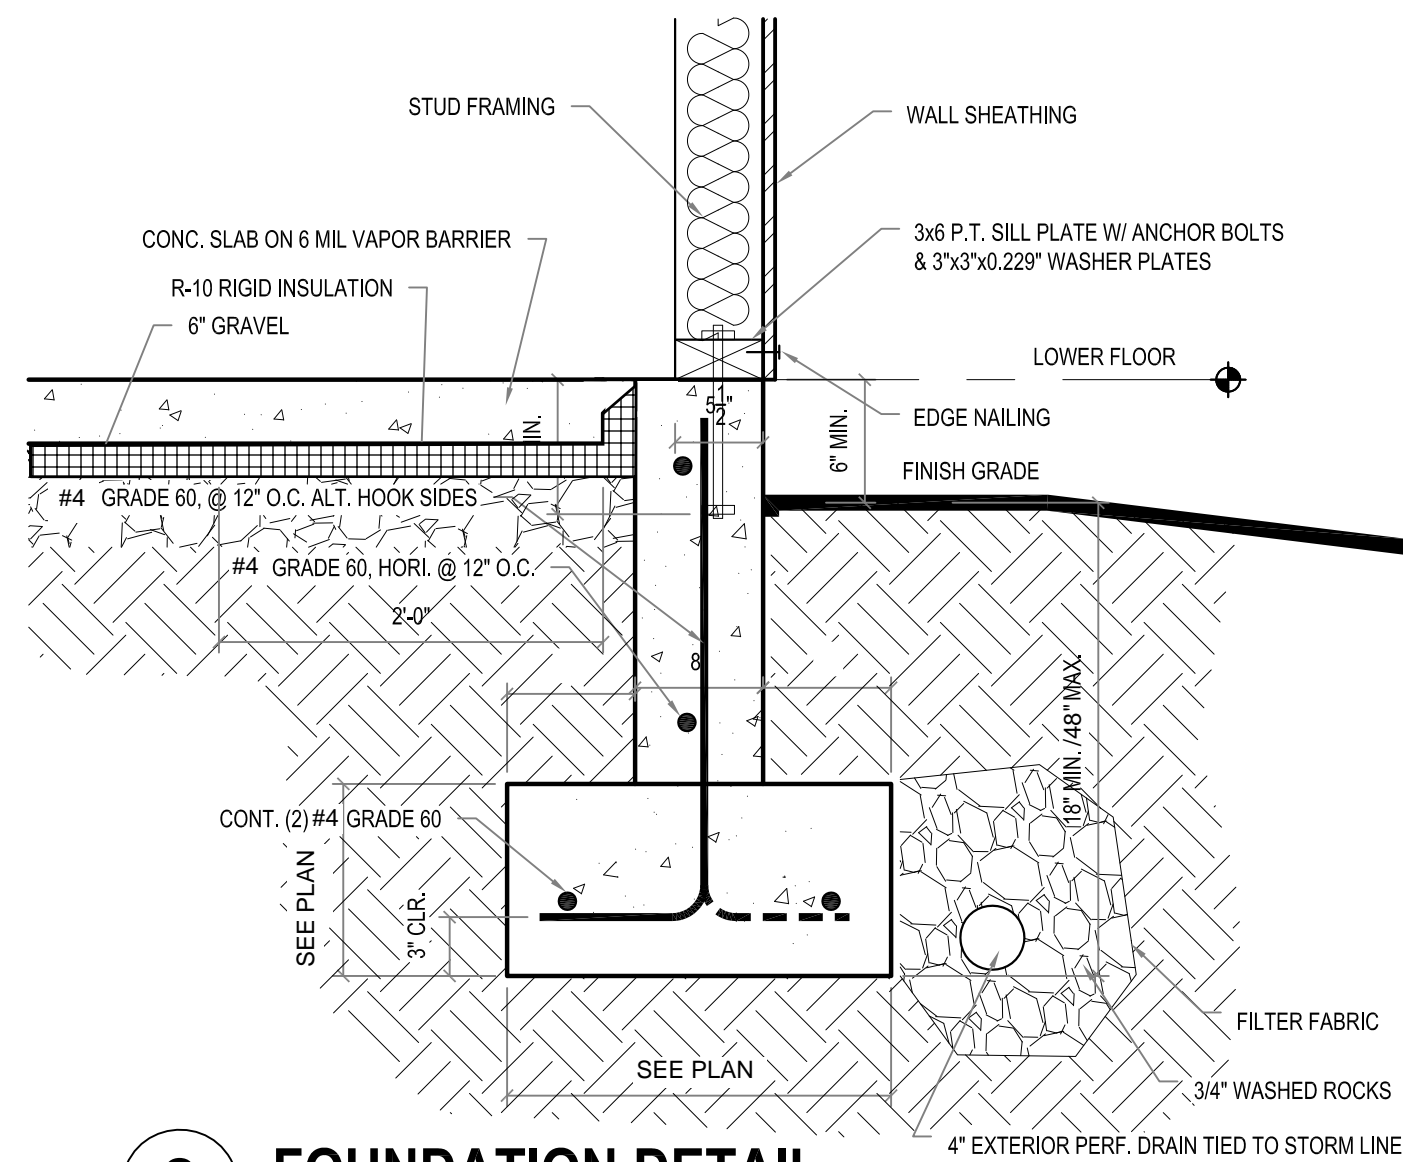 STUD FRAMING
WALL SHEATHING
CONC. SLAB ON 6 MIL VAPOR BARRIER
3x6 P.T. SILL PLATE W/ ANCHOR BOLTS
& 3"x3"x0.229" WASHER PLATES
R-10 RIGID INSULATION
6" GRAVEL
LOWER FLOOR
5 1/2"
EDGE NAILING
IN.
6" MIN.
FINISH GRADE
#4 GRADE 60, @ 12" O.C. ALT. HOOK SIDES
#4 GRADE 60, HORI. @ 12" O.C.
2'-0"
8
18" MIN. /48" MAX.
CONT. (2) #4 GRADE 60
SEE PLAN
3" CLR.
SEE PLAN
FILTER FABRIC
3/4" WASHED ROCKS
4" EXTERIOR PERF. DRAIN TIED TO STORM LINE
FOUNDATION DETAIL